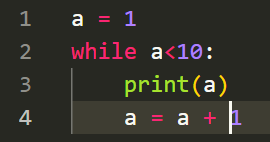 1 a = 1
2 while a<10:
3     print(a)
4     a = a + 1